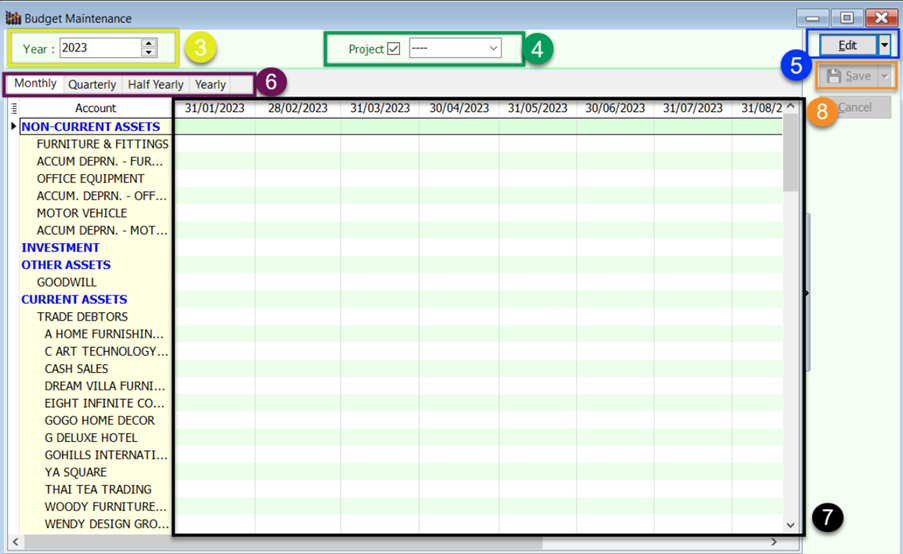 Budget Maintenance
Year : 2023
3
Project ----
4
Edit
5
Monthly Quarterly Half Yearly Yearly
6
Save
8
Cancel
Account 31/01/2023 28/02/2023 31/03/2023 30/04/2023 31/05/2023 30/06/2023 31/07/2023 31/08/2
NON-CURRENT ASSETS
FURNITURE & FITTINGS
ACCUM DEPRN. - FUR...
OFFICE EQUIPMENT
ACCUM. DEPRN. - OFF...
MOTOR VEHICLE
ACCUM DEPRN. - MOT...
INVESTMENT
OTHER ASSETS
GOODWILL
CURRENT ASSETS
TRADE DEBTORS
A HOME FURNISHIN...
C ART TECHNOLOGY...
CASH SALES
DREAM VILLA FURNI...
EIGHT INFINITE CO...
GOGO HOME DECOR
G DELUXE HOTEL
GOHILLS INTERNATI...
YA SQUARE
THAI TEA TRADING
WOODY FURNITURE...
WENDY DESIGN GRO...
7